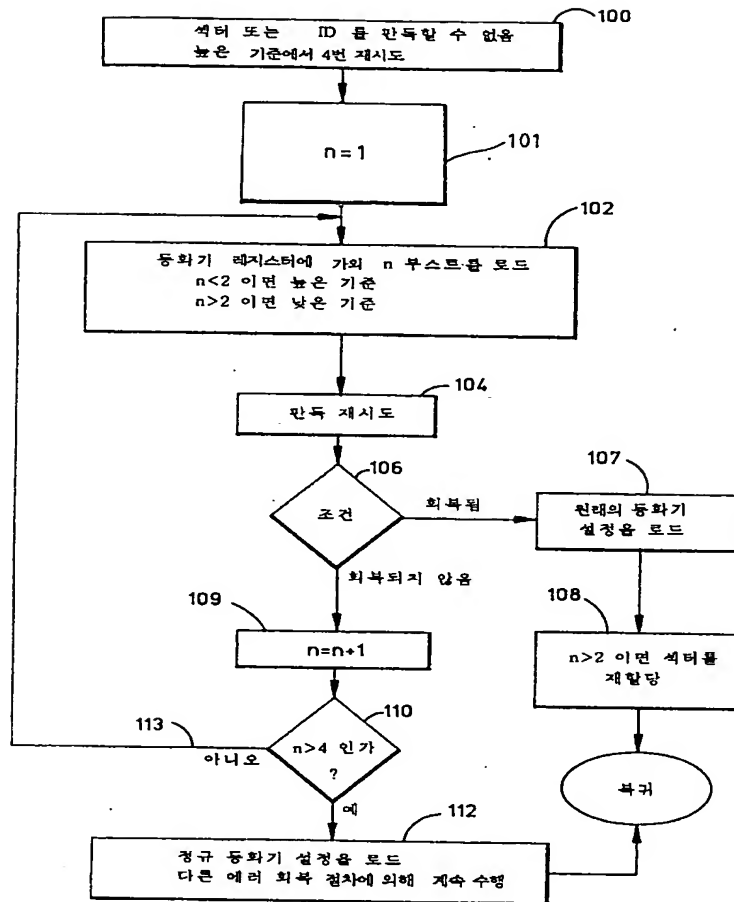 100
섹터 또는 ID 를 판독할 수 없음
높은 기준에서 4번 재시도
101
n=1
102
등화기 레지스터에 가외 n 부스트를 로드
n<2 이면 높은 기준
n>2 이면 낮은 기준
104
판독 재시도
106
조건
회복됨
107
원래의 등화기
설정을 로드
회복되지 않음
109
n=n+1
108
n>2 이면 섹터를
재할당
110
n>4 인가
?
113
아니오
예
복귀
112
정규 등화기 설정을 로드
다른 에러 회복 절차에 의해 계속 수행